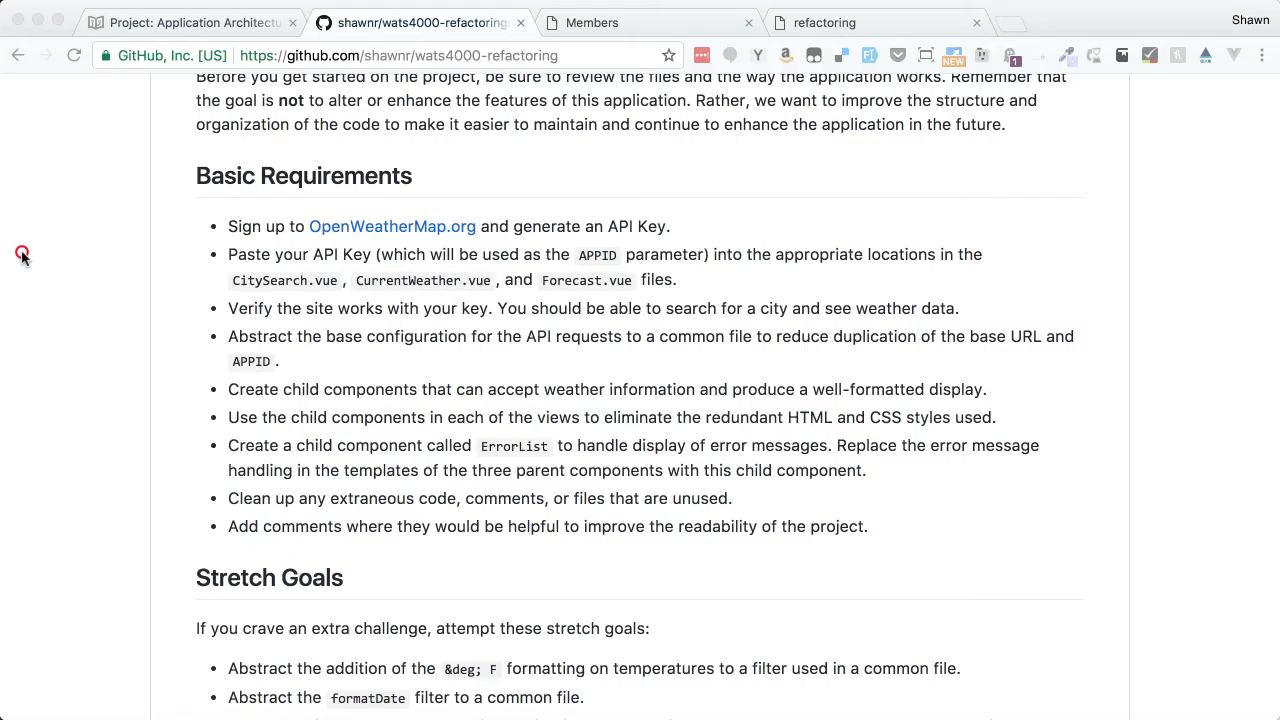 Project: Application Architectu
shawnr/wats4000-refactoring:
Members
refactoring
Shawn
GitHub, Inc. [US]
https://github.com/shawnr/wats4000-refactoring
NEW
1
Before you get started on the project, be sure to review the files and the way the application works. Remember that
the goal is not to alter or enhance the features of this application. Rather, we want to improve the structure and
organization of the code to make it easier to maintain and continue to enhance the application in the future.
Basic Requirements
• Sign up to OpenWeatherMap.org and generate an API Key.
• Paste your API Key (which will be used as the APPID parameter) into the appropriate locations in the
CitySearch.vue, CurrentWeather.vue, and Forecast.vue files.
• Verify the site works with your key. You should be able to search for a city and see weather data.
• Abstract the base configuration for the API requests to a common file to reduce duplication of the base URL and
APPID.
• Create child components that can accept weather information and produce a well-formatted display.
• Use the child components in each of the views to eliminate the redundant HTML and CSS styles used.
• Create a child component called ErrorList to handle display of error messages. Replace the error message
handling in the templates of the three parent components with this child component.
• Clean up any extraneous code, comments, or files that are unused.
• Add comments where they would be helpful to improve the readability of the project.
Stretch Goals
If you crave an extra challenge, attempt these stretch goals:
• Abstract the addition of the &deg; F formatting on temperatures to a filter used in a common file.
• Abstract the formatDate filter to a common file.